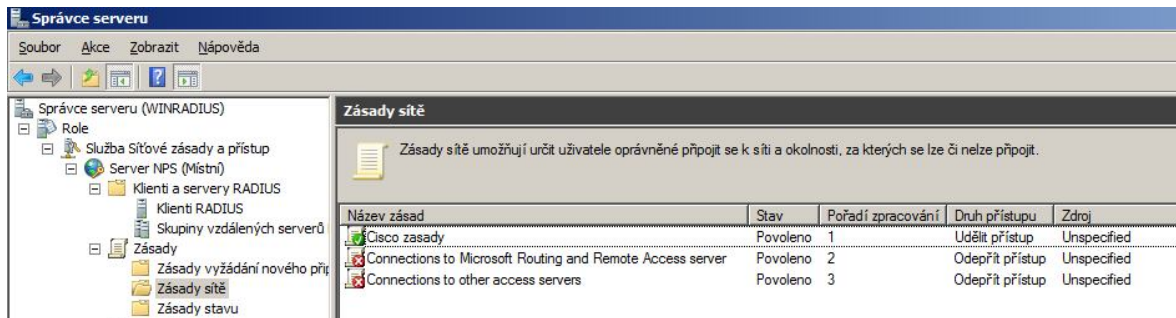 Správce serveru
Soubor Akce Zobrazit Nápověda
Správce serveru (WINRADIUS)
Role
Služba Síťové zásady a přístup
Server NPS (Místní)
Klienti a servery RADIUS
Klienti RADIUS
Skupiny vzdálených serverů
Zásady
Zásady vyžádání nového přip
Zásady sítě
Zásady stavu
Zásady sítě
Zásady sítě umožňují určit uživatele oprávněné připojit se k síti a okolnosti, za kterých se lze či nelze připojit.
Název zásad Stav Pořadí zpracování Druh přístupu Zdroj
Cisco zasady Povoleno 1 Udělit přístup Unspecified
Connections to Microsoft Routing and Remote Access server Povoleno 2 Odepřít přístup Unspecified
Connections to other access servers Povoleno 3 Odepřít přístup Unspecified